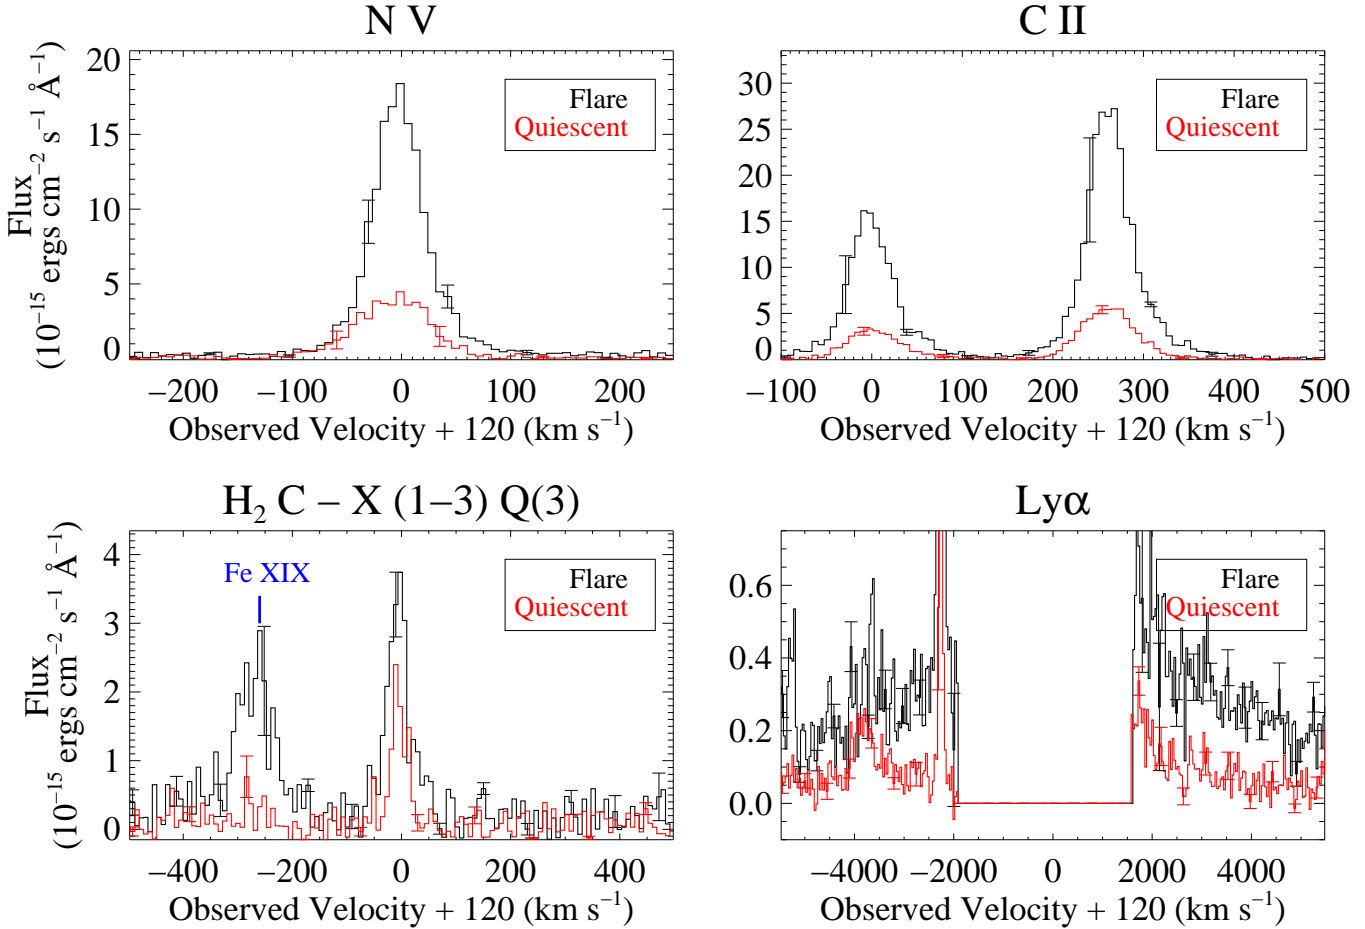 N V
Flux
(10⁻¹⁵ ergs cm⁻² s⁻¹ Å⁻¹)
20
15
10
5
0
Flare
Quiescent
−200 −100 0 100 200
Observed Velocity + 120 (km s⁻¹)
C II
30
25
20
15
10
5
0
Flare
Quiescent
−100 0 100 200 300 400 500
Observed Velocity + 120 (km s⁻¹)
H₂ C − X (1−3) Q(3)
Flux
(10⁻¹⁵ ergs cm⁻² s⁻¹ Å⁻¹)
4
3
2
1
0
Fe XIX
Flare
Quiescent
−400 −200 0 200 400
Observed Velocity + 120 (km s⁻¹)
Lyα
0.6
0.4
0.2
0.0
Flare
Quiescent
−4000 −2000 0 2000 4000
Observed Velocity + 120 (km s⁻¹)